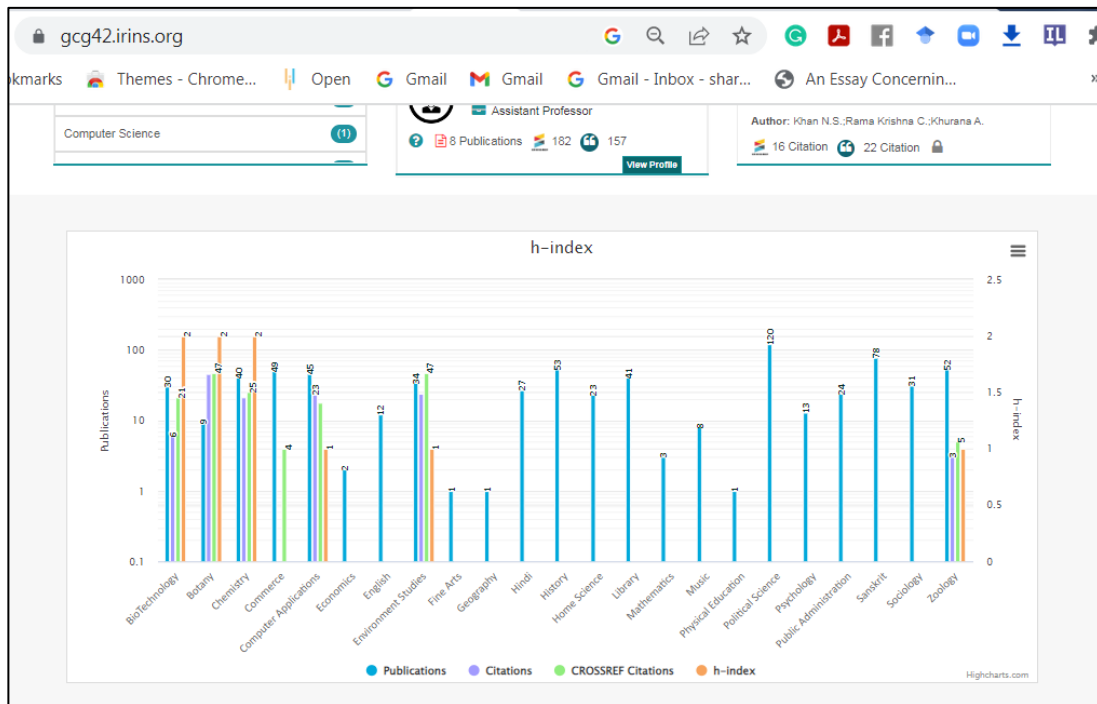 gcg42.irins.org
okmarks Themes - Chrome... Open Gmail Gmail Gmail - Inbox - shar... An Essay Concernin... »
Computer Science (1)
Assistant Professor
8 Publications 182 157
View Profile
Author: Khan N.S.;Rama Krishna C.;Khurana A.
16 Citation 22 Citation
h-index
1000
100
10
1
0.1
Publications
2.5
2
1.5
1
0.5
0
h-index
30 6 21 2
9 47 2
40 25 2
49 4
45 23 1
2
12
34 47 1
1
1
27
53
23
41
3
8
1
120
13
24
78
31
52 3 5
BioTechnology
Botany
Chemistry
Commerce
Computer Applications
Economics
English
Environment Studies
Fine Arts
Geography
Hindi
History
Home Science
Library
Mathematics
Music
Physical Education
Political Science
Psychology
Public Administration
Sanskrit
Sociology
Zoology
Publications Citations CROSSREF Citations h-index
Highcharts.com